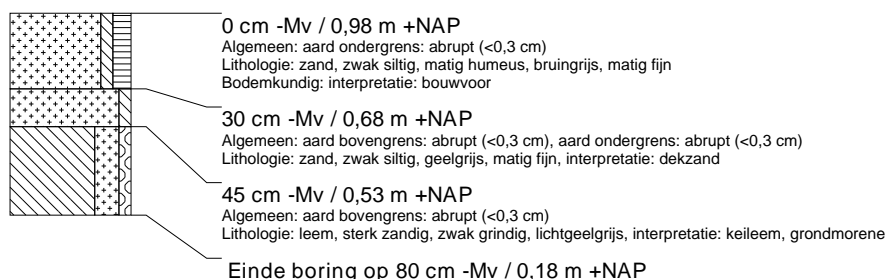 0 cm -Mv / 0,98 m +NAP
Algemeen: aard ondergrens: abrupt (<0,3 cm)
Lithologie: zand, zwak siltig, matig humeus, bruingrijs, matig fijn
Bodemkundig: interpretatie: bouwvoor
30 cm -Mv / 0,68 m +NAP
Algemeen: aard bovengrens: abrupt (<0,3 cm), aard ondergrens: abrupt (<0,3 cm)
Lithologie: zand, zwak siltig, geelgrijs, matig fijn, interpretatie: dekzand
45 cm -Mv / 0,53 m +NAP
Algemeen: aard bovengrens: abrupt (<0,3 cm)
Lithologie: leem, sterk zandig, zwak grindig, lichtgeelgrijs, interpretatie: keileem, grondmorene
Einde boring op 80 cm -Mv / 0,18 m +NAP